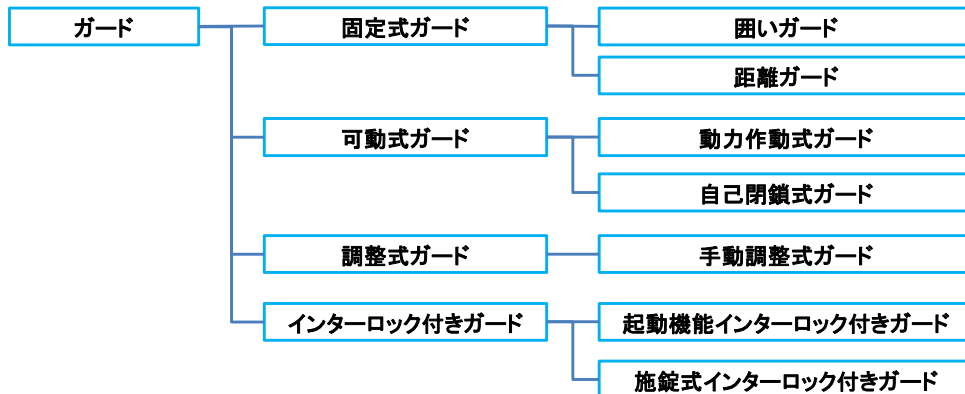 ガード
固定式ガード
囲いガード
距離ガード
可動式ガード
動力作動式ガード
自己閉鎖式ガード
調整式ガード
手動調整式ガード
インターロック付きガード
起動機能インターロック付きガード
施錠式インターロック付きガード